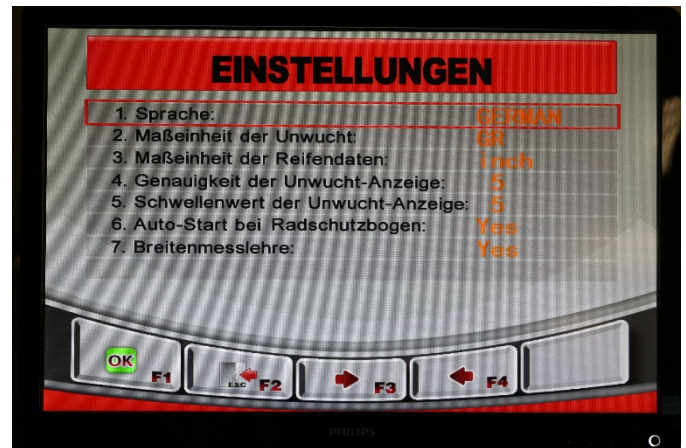 EINSTELLUNGEN
1. Sprache: GERMAN
2. Maßeinheit der Unwucht: GR
3. Maßeinheit der Reifendaten: inch
4. Genauigkeit der Unwucht-Anzeige: 5
5. Schwellenwert der Unwucht-Anzeige: 5
6. Auto-Start bei Radschutzbogen: Yes
7. Breitenmesslehre: Yes
OK F1 ESC F2 F3 F4
PHILIPS